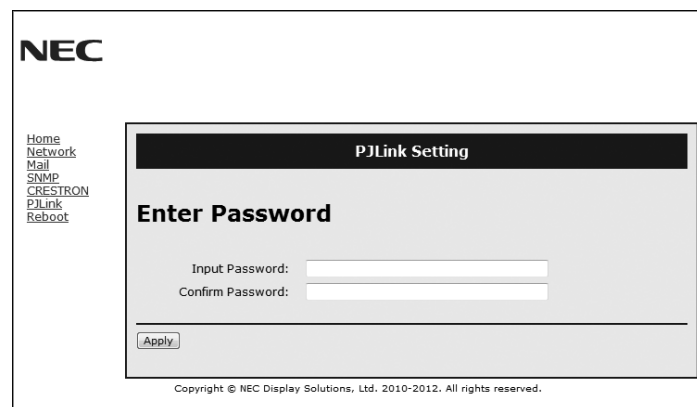 NEC
Home
Network
Mail
SNMP
CRESTRON
PJLink
Reboot
PJLink Setting
Enter Password
Input Password:
Confirm Password:
Apply
Copyright © NEC Display Solutions, Ltd. 2010-2012. All rights reserved.